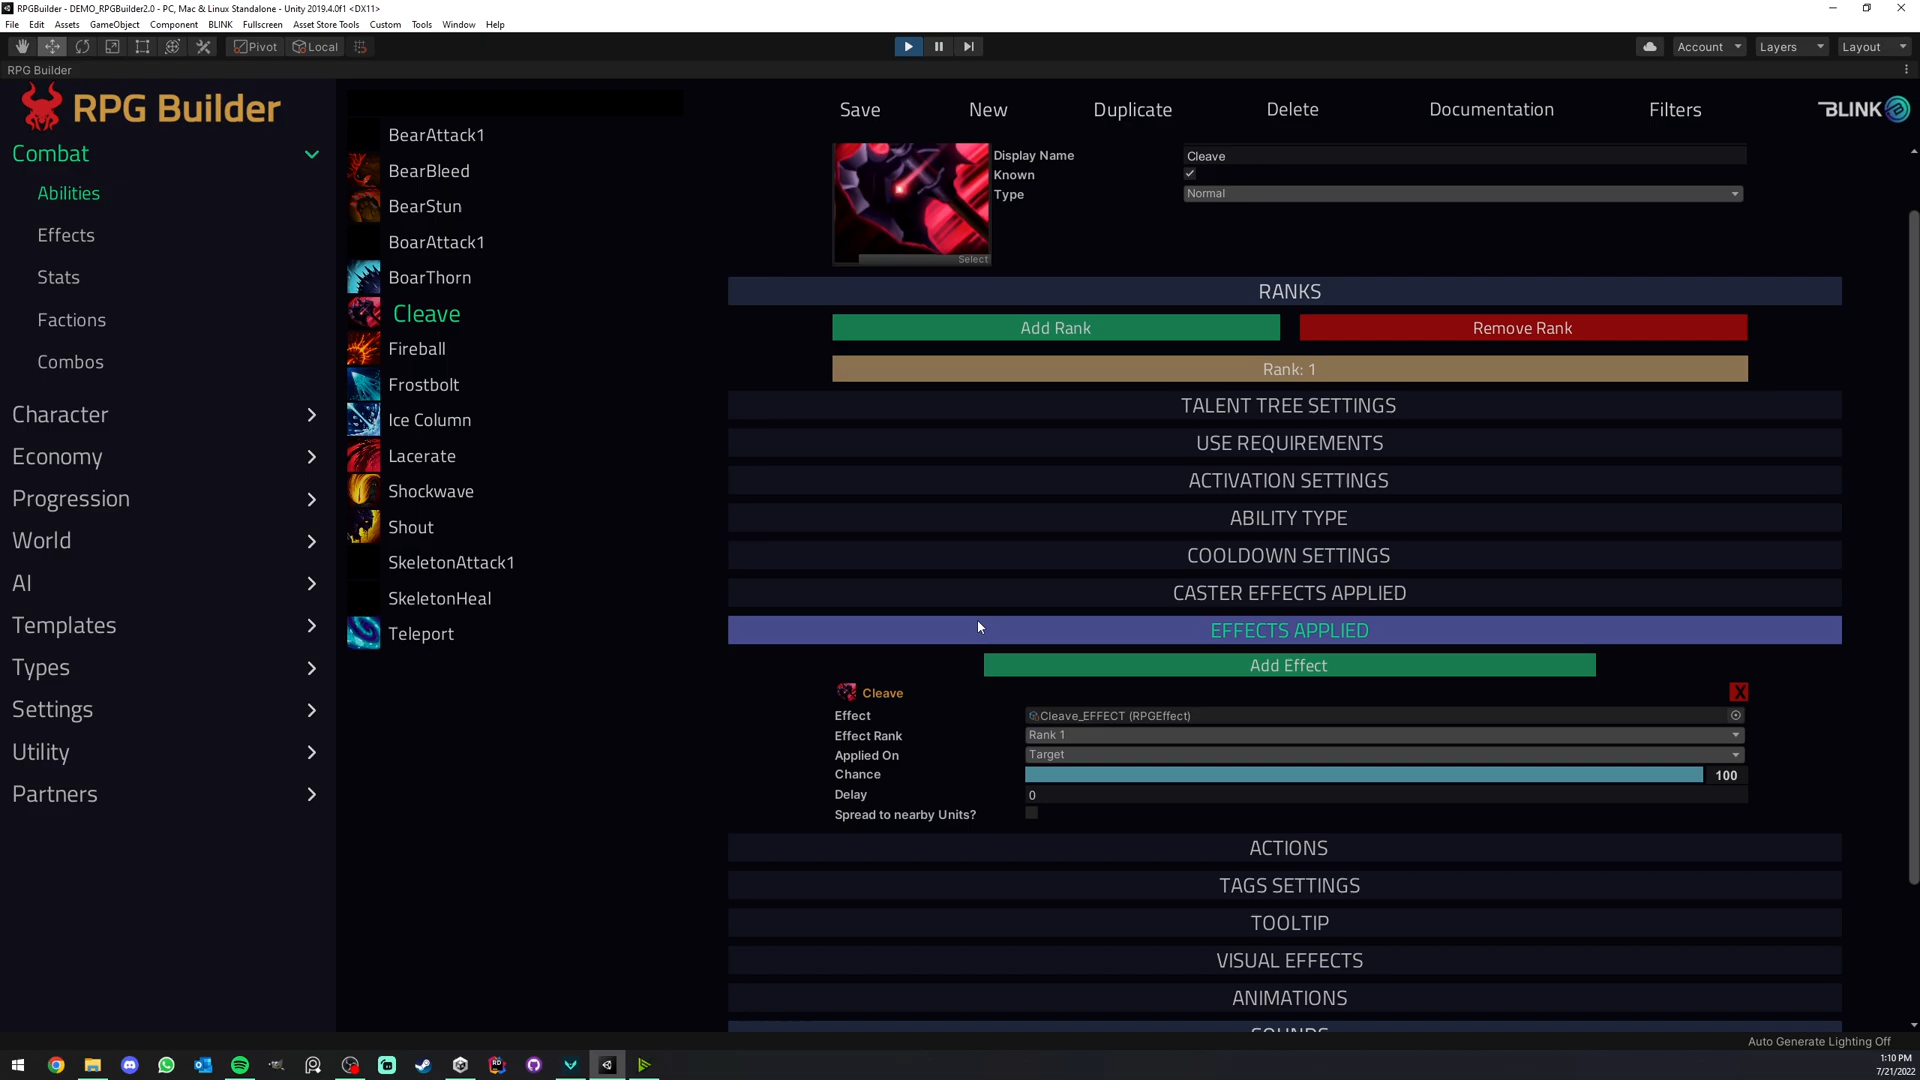 RPGBuilder - DEMO_RPGBuilder2.0 - PC, Mac & Linux Standalone - Unity 2019.4.0f1 <DX11>
File Edit Assets GameObject Component BLINK Fullscreen Asset Store Tools Custom Tools Window Help
Pivot Local Account Layers Layout
RPG Builder
RPG Builder
Save New Duplicate Delete Documentation Filters BLINK
Combat
Abilities
Effects
Stats
Factions
Combos
Character
Economy
Progression
World
AI
Templates
Types
Settings
Utility
Partners
BearAttack1
BearBleed
BearStun
BoarAttack1
BoarThorn
Cleave
Fireball
Frostbolt
Ice Column
Lacerate
Shockwave
Shout
SkeletonAttack1
SkeletonHeal
Teleport
Display Name Cleave
Known
Type Normal
Select
RANKS
Add Rank Remove Rank
Rank: 1
TALENT TREE SETTINGS
USE REQUIREMENTS
ACTIVATION SETTINGS
ABILITY TYPE
COOLDOWN SETTINGS
CASTER EFFECTS APPLIED
EFFECTS APPLIED
Add Effect
Cleave X
Effect Cleave_EFFECT (RPGEffect)
Effect Rank Rank 1
Applied On Target
Chance 100
Delay 0
Spread to nearby Units?
ACTIONS
TAGS SETTINGS
TOOLTIP
VISUAL EFFECTS
ANIMATIONS
SOUNDS
Auto Generate Lighting Off
1:10 PM
7/21/2022